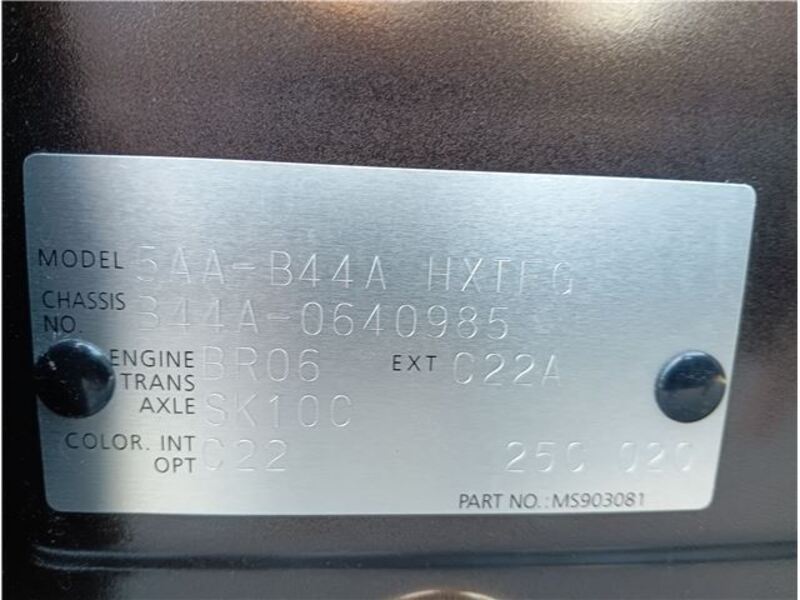 MODEL 5AA-B44A HXTFG
CHASSIS NO. B44A-0640985
ENGINE BR06 EXT C22A
TRANS AXLE SK10C
COLOR. INT C22
OPT 25C 02C
PART NO.:MS903081